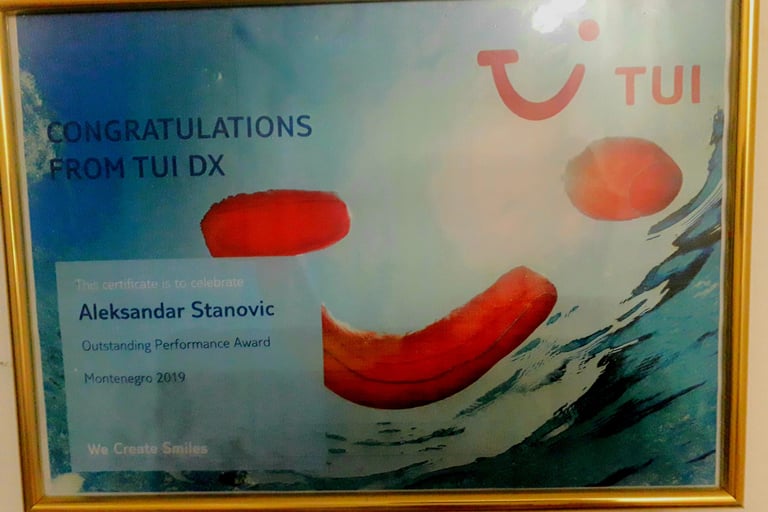 TUI
CONGRATULATIONS
FROM TUI DX
This certificate is to celebrate
Aleksandar Stanovic
Outstanding Performance Award
Montenegro 2019
We Create Smiles